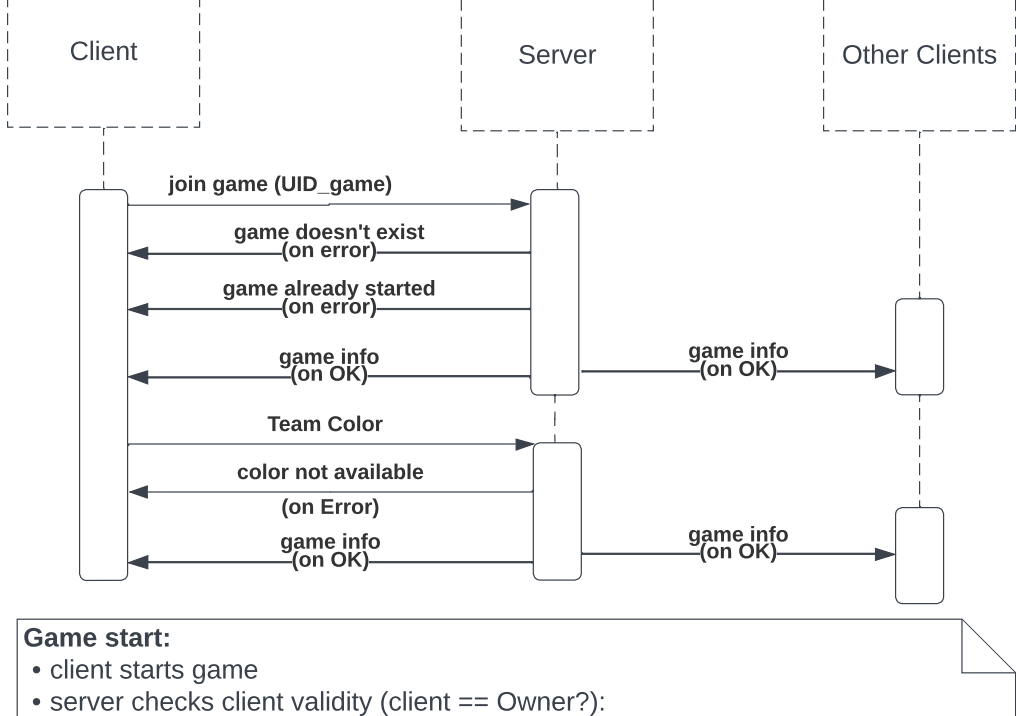 Client
Server
Other Clients
join game (UID_game)
game doesn't exist
(on error)
game already started
(on error)
game info
(on OK)
game info
(on OK)
Team Color
color not available
(on Error)
game info
(on OK)
game info
(on OK)
Game start:
• client starts game
• server checks client validity (client == Owner?):